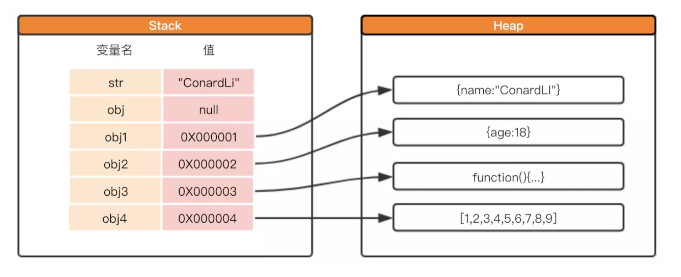 Stack
变量名 值
str "ConardLi"
obj null
obj1 0X000001
obj2 0X000002
obj3 0X000003
obj4 0X000004
Heap
{name:"ConardLI"}
{age:18}
function(){...}
[1,2,3,4,5,6,7,8,9]